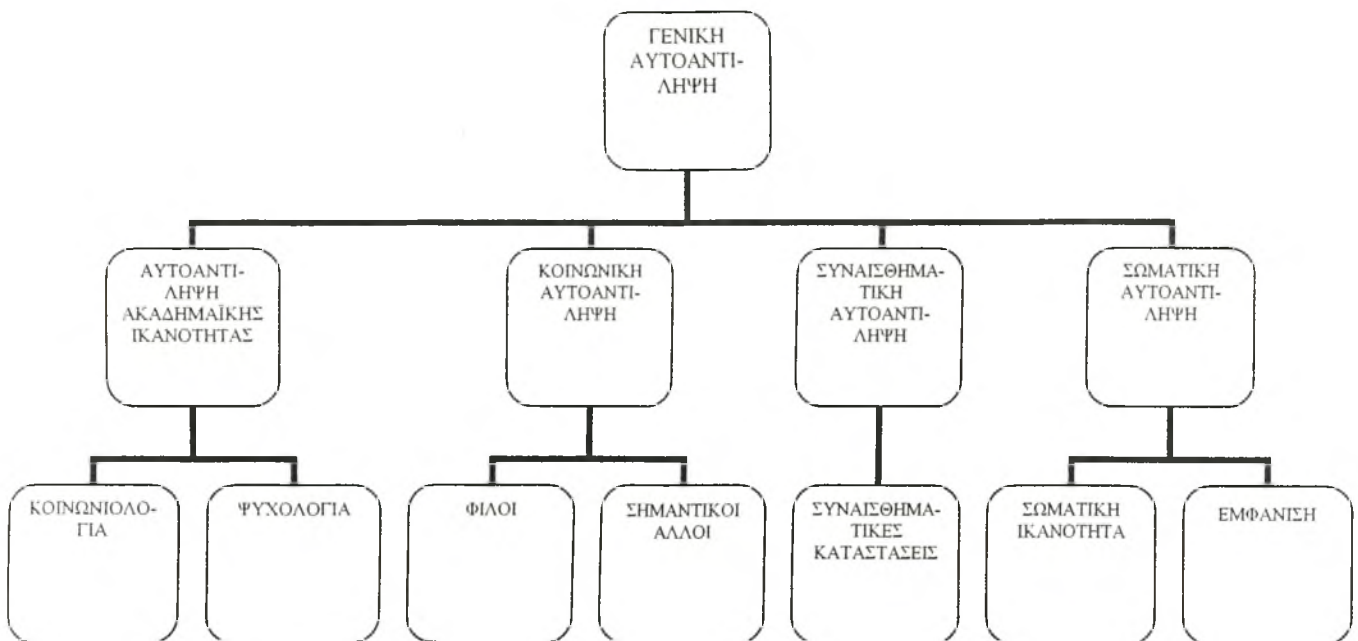 ΓΕΝΙΚΗ
ΑΥΤΟΑΝΤΙ-
ΛΗΨΗ
ΑΥΤΟΑΝΤΙ-
ΛΗΨΗ
ΑΚΑΔΗΜΑΪΚΗΣ
ΙΚΑΝΟΤΗΤΑΣ
ΚΟΙΝΩΝΙΚΗ
ΑΥΤΟΑΝΤΙ-
ΛΗΨΗ
ΣΥΝΑΙΣΘΗΜΑ-
ΤΙΚΗ
ΑΥΤΟΑΝΤΙ-
ΛΗΨΗ
ΣΩΜΑΤΙΚΗ
ΑΥΤΟΑΝΤΙ-
ΛΗΨΗ
ΚΟΙΝΩΝΙΟΛΟ-
ΓΙΑ
ΨΥΧΟΛΟΓΙΑ
ΦΙΛΟΙ
ΣΗΜΑΝΤΙΚΟΙ
ΑΛΛΟΙ
ΣΥΝΑΙΣΘΗΜΑ-
ΤΙΚΕΣ
ΚΑΤΑΣΤΑΣΕΙΣ
ΣΩΜΑΤΙΚΗ
ΙΚΑΝΟΤΗΤΑ
ΕΜΦΑΝΙΣΗ